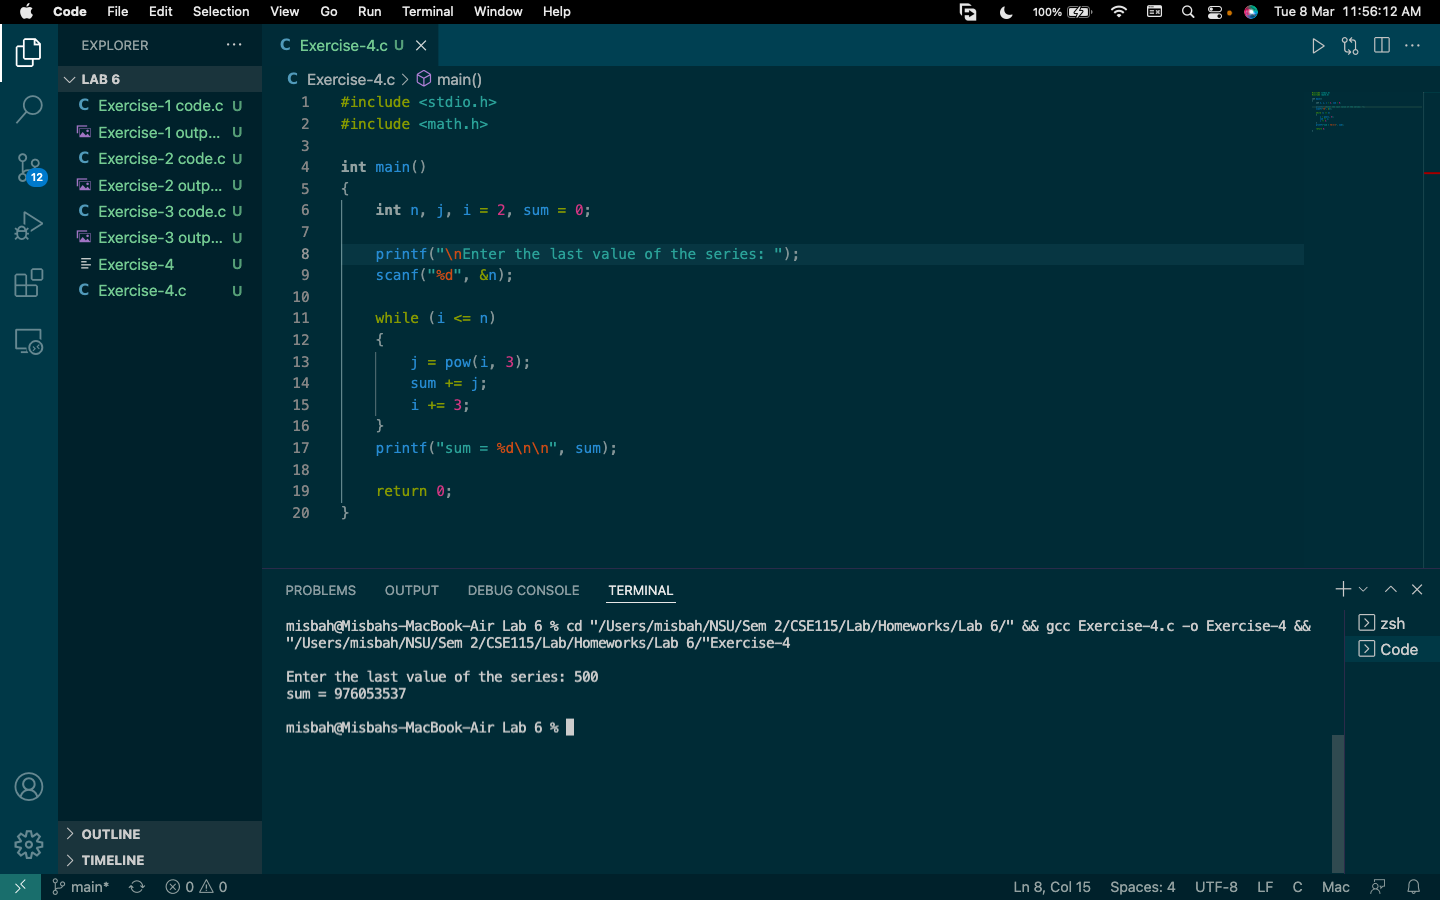 Code File Edit Selection View Go Run Terminal Window Help 100% Tue 8 Mar 11:56:12 AM
EXPLORER
LAB 6
C Exercise-1 code.c U
Exercise-1 outp... U
C Exercise-2 code.c U
Exercise-2 outp... U
C Exercise-3 code.c U
Exercise-3 outp... U
Exercise-4 U
C Exercise-4.c U
OUTLINE
TIMELINE
12
C Exercise-4.c U
C Exercise-4.c > main()
1 #include <stdio.h>
2 #include <math.h>
3
4 int main()
5 {
6 int n, j, i = 2, sum = 0;
7
8 printf("\nEnter the last value of the series: ");
9 scanf("%d", &n);
10
11 while (i <= n)
12 {
13 j = pow(i, 3);
14 sum += j;
15 i += 3;
16 }
17 printf("sum = %d\n\n", sum);
18
19 return 0;
20 }
PROBLEMS OUTPUT DEBUG CONSOLE TERMINAL
misbah@Misbahs-MacBook-Air Lab 6 % cd "/Users/misbah/NSU/Sem 2/CSE115/Lab/Homeworks/Lab 6/" && gcc Exercise-4.c -o Exercise-4 &&
"/Users/misbah/NSU/Sem 2/CSE115/Lab/Homeworks/Lab 6/"Exercise-4
Enter the last value of the series: 500
sum = 976053537
misbah@Misbahs-MacBook-Air Lab 6 %
zsh
Code
main* 0 0 Ln 8, Col 15 Spaces: 4 UTF-8 LF C Mac